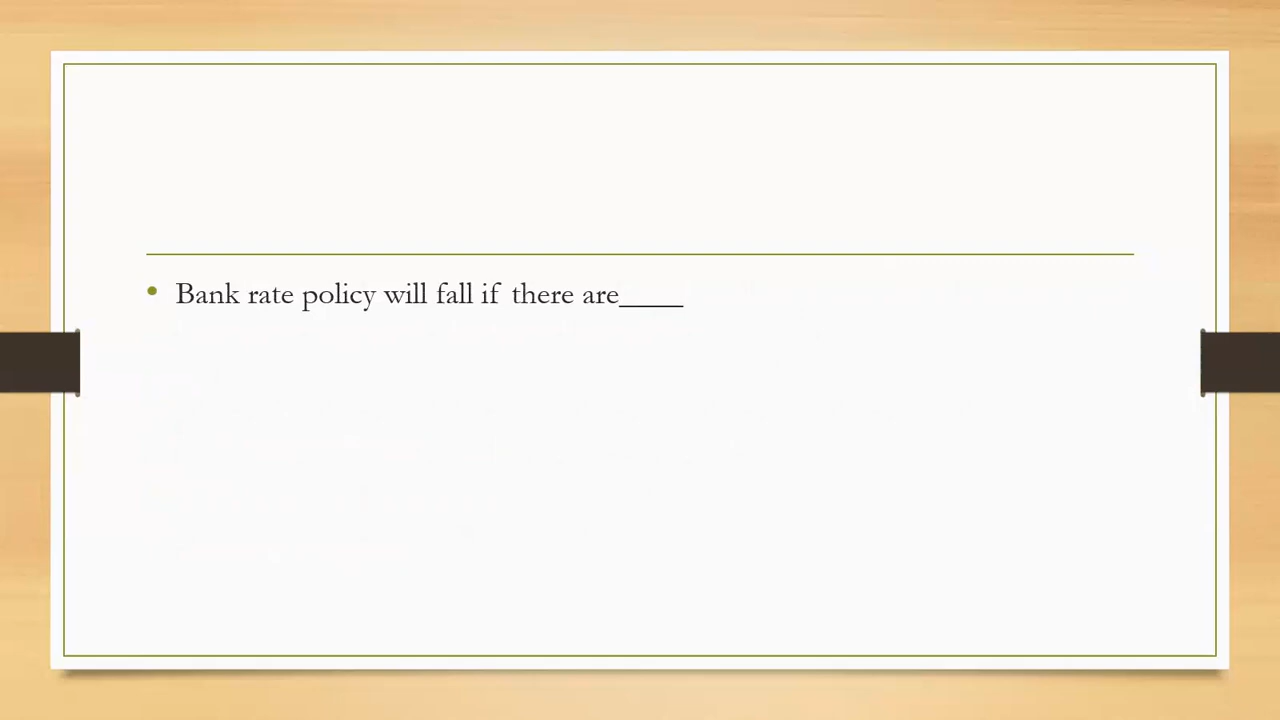 • Bank rate policy will fall if there are____